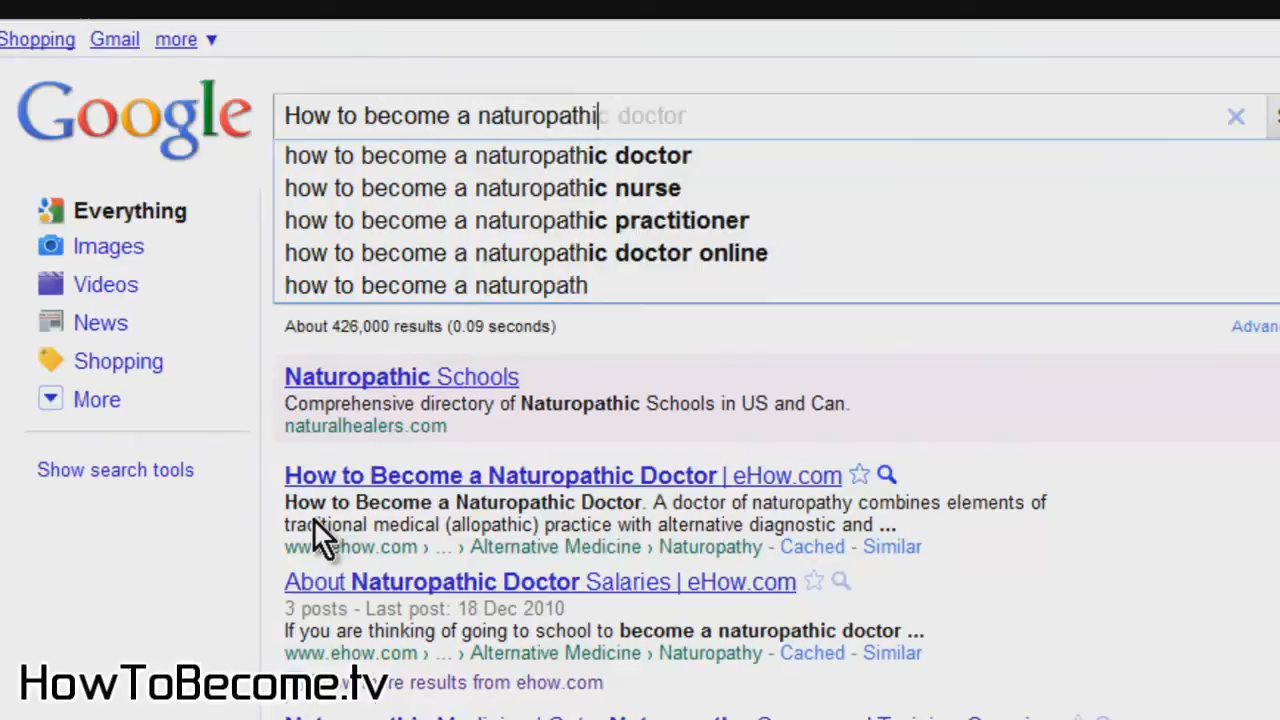 Shopping Gmail more ▼
Google
How to become a naturopathic doctor
how to become a naturopathic doctor
how to become a naturopathic nurse
how to become a naturopathic practitioner
how to become a naturopathic doctor online
how to become a naturopath
Everything
Images
Videos
News
Shopping
More
Show search tools
About 426,000 results (0.09 seconds)
Naturopathic Schools
Comprehensive directory of Naturopathic Schools in US and Can.
naturalhealers.com
How to Become a Naturopathic Doctor | eHow.com
How to Become a Naturopathic Doctor. A doctor of naturopathy combines elements of
traditional medical (allopathic) practice with alternative diagnostic and ...
www.ehow.com › ... › Alternative Medicine › Naturopathy - Cached - Similar
About Naturopathic Doctor Salaries | eHow.com
3 posts - Last post: 18 Dec 2010
If you are thinking of going to school to become a naturopathic doctor ...
www.ehow.com › ... › Alternative Medicine › Naturopathy - Cached - Similar
results from ehow.com
HowToBecome.tv